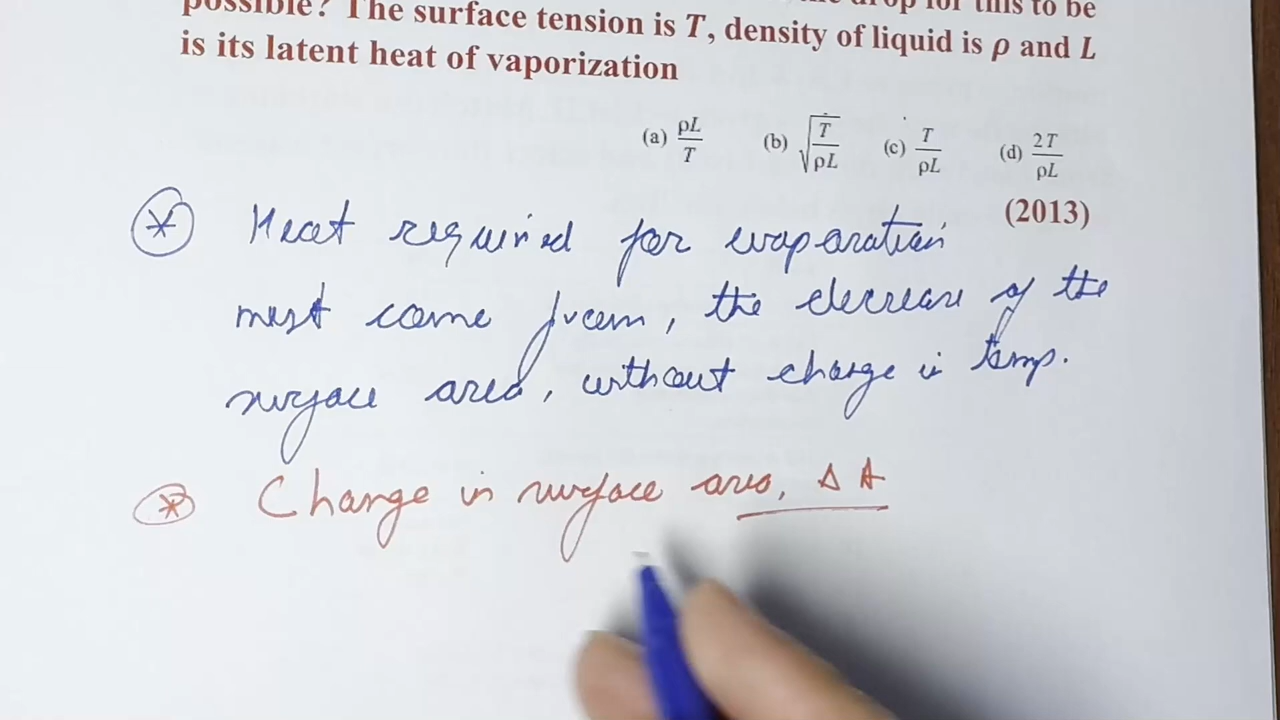 possible? The surface tension is T, density of liquid is ρ and L
is its latent heat of vaporization
(a) ρL/T (b) √(T/ρL) (c) T/ρL (d) 2T/ρL
(2013)
Heat required for evaporation
must come from, the decrease of the
surface area, without change in temp.
Change in surface area, Δ A